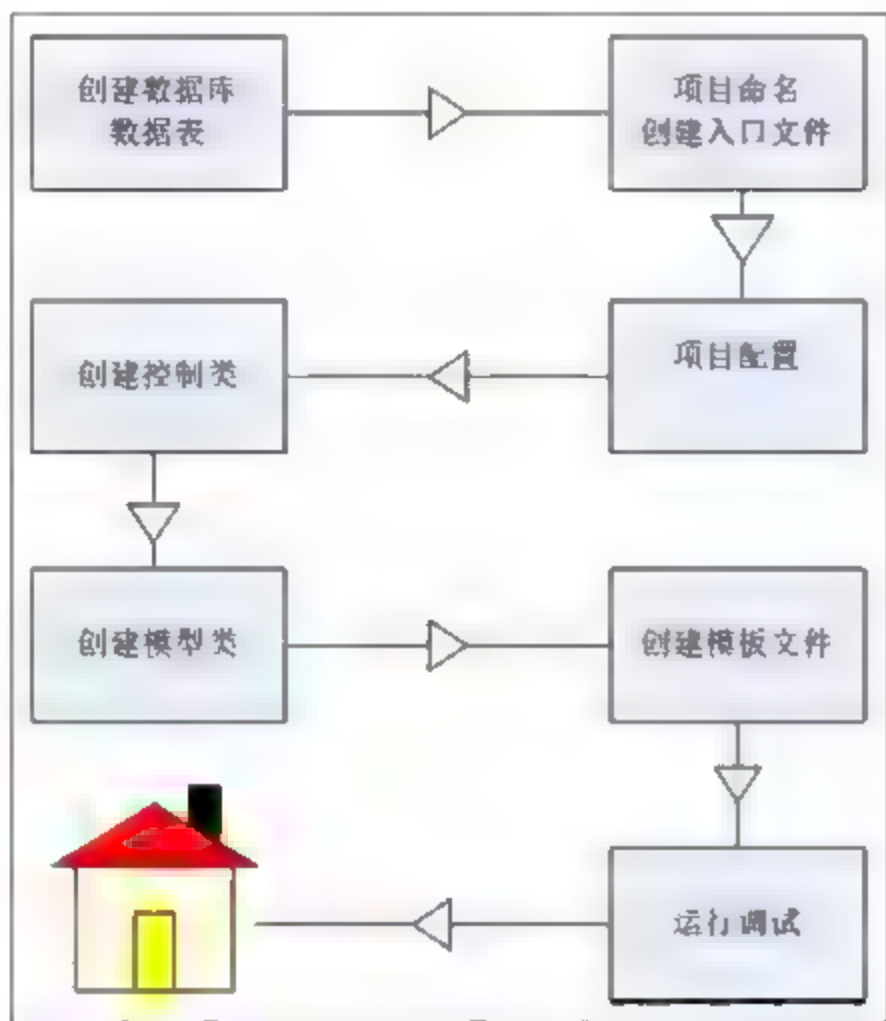 创建数据库
数据表
项目命名
创建入口文件
项目配置
创建控制类
创建模型类
创建模板文件
运行调试